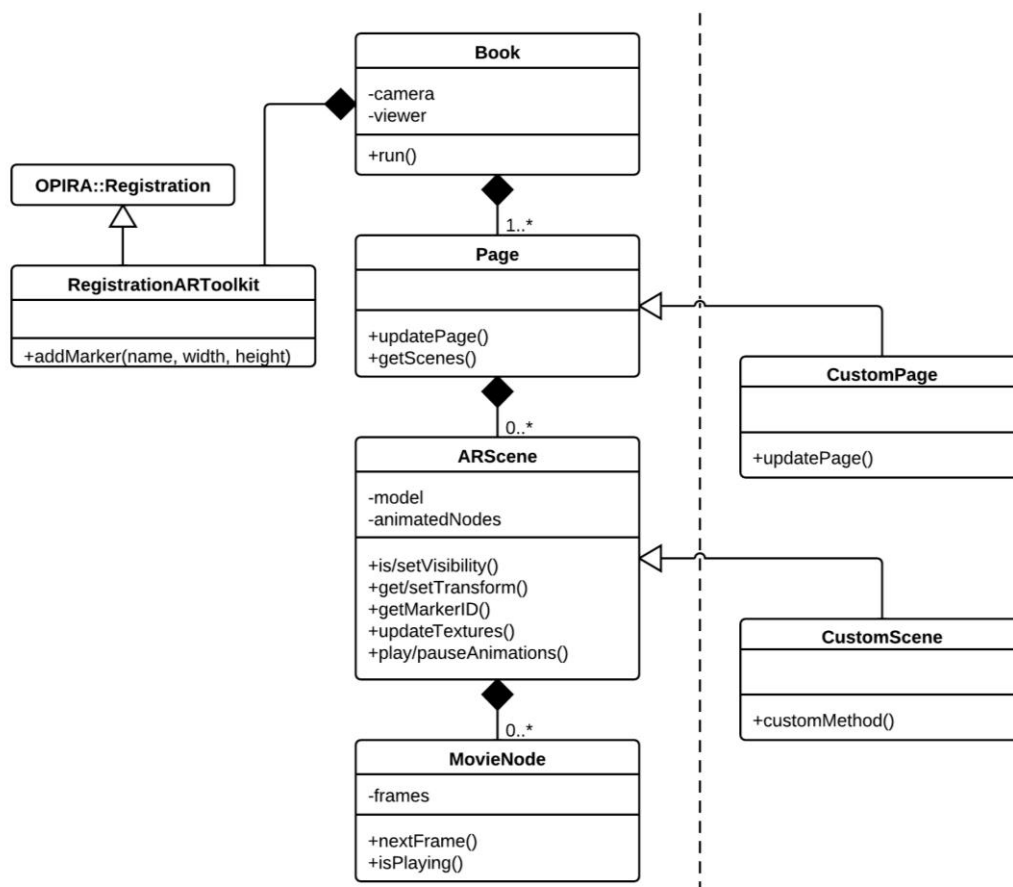 Book
-camera
-viewer
+run()
OPIRA::Registration
1..*
RegistrationARToolkit
+addMarker(name, width, height)
Page
+updatePage()
+getScenes()
CustomPage
+updatePage()
0..*
ARScene
-model
-animatedNodes
+is/setVisibility()
+get/setTransform()
+getMarkerID()
+updateTextures()
+play/pauseAnimations()
CustomScene
+customMethod()
0..*
MovieNode
-frames
+nextFrame()
+isPlaying()